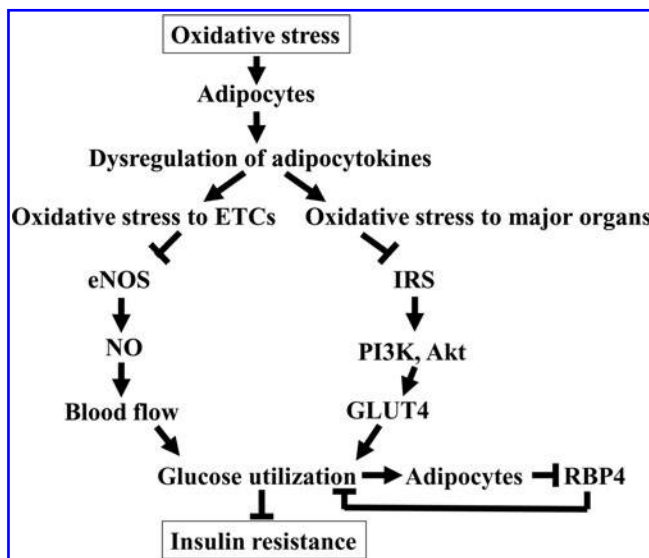 Oxidative stress
Adipocytes
Dysregulation of adipocytokines
Oxidative stress to ETCs
Oxidative stress to major organs
eNOS
IRS
NO
PI3K, Akt
Blood flow
GLUT4
Glucose utilization
Adipocytes
RBP4
Insulin resistance